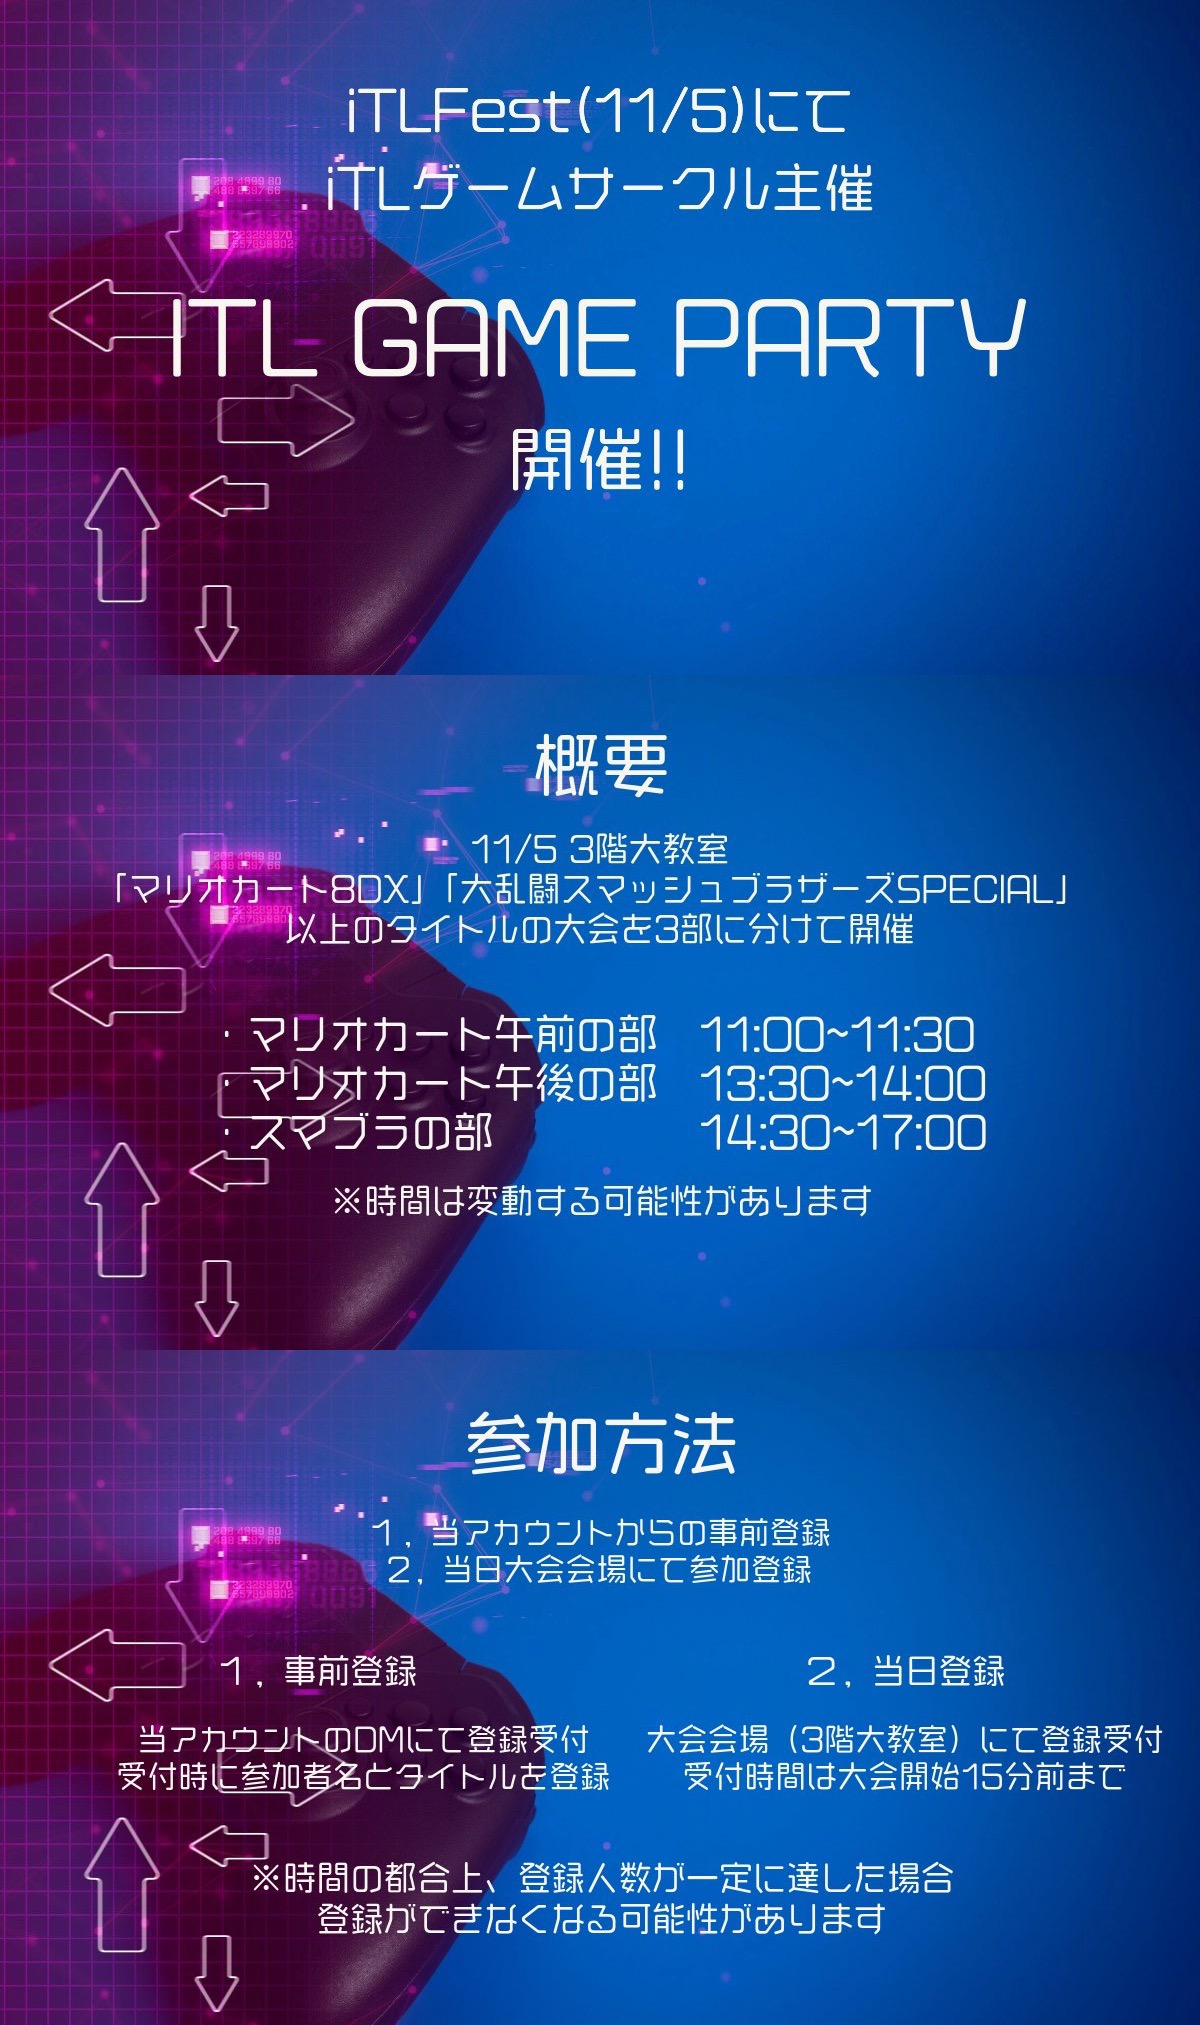 iTLFest(11/5)にて
iTLゲームサークル主催
ITL GAME PARTY
開催!!
概要
11/5 3階大教室
「マリオカート8DX」「大乱闘スマッシュブラザーズSPECIAL」
以上のタイトルの大会を3部に分けて開催
・マリオカート午前の部 11:00~11:30
・マリオカート午後の部 13:30~14:00
・スマブラの部 14:30~17:00
※時間は変動する可能性があります
参加方法
1, 当アカウントからの事前登録
2, 当日大会会場にて参加登録
1, 事前登録
当アカウントのDMにて登録受付
受付時に参加者名とタイトルを登録
2, 当日登録
大会会場（3階大教室）にて登録受付
受付時間は大会開始15分前まで
※時間の都合上、登録人数が一定に達した場合
登録ができなくなる可能性があります